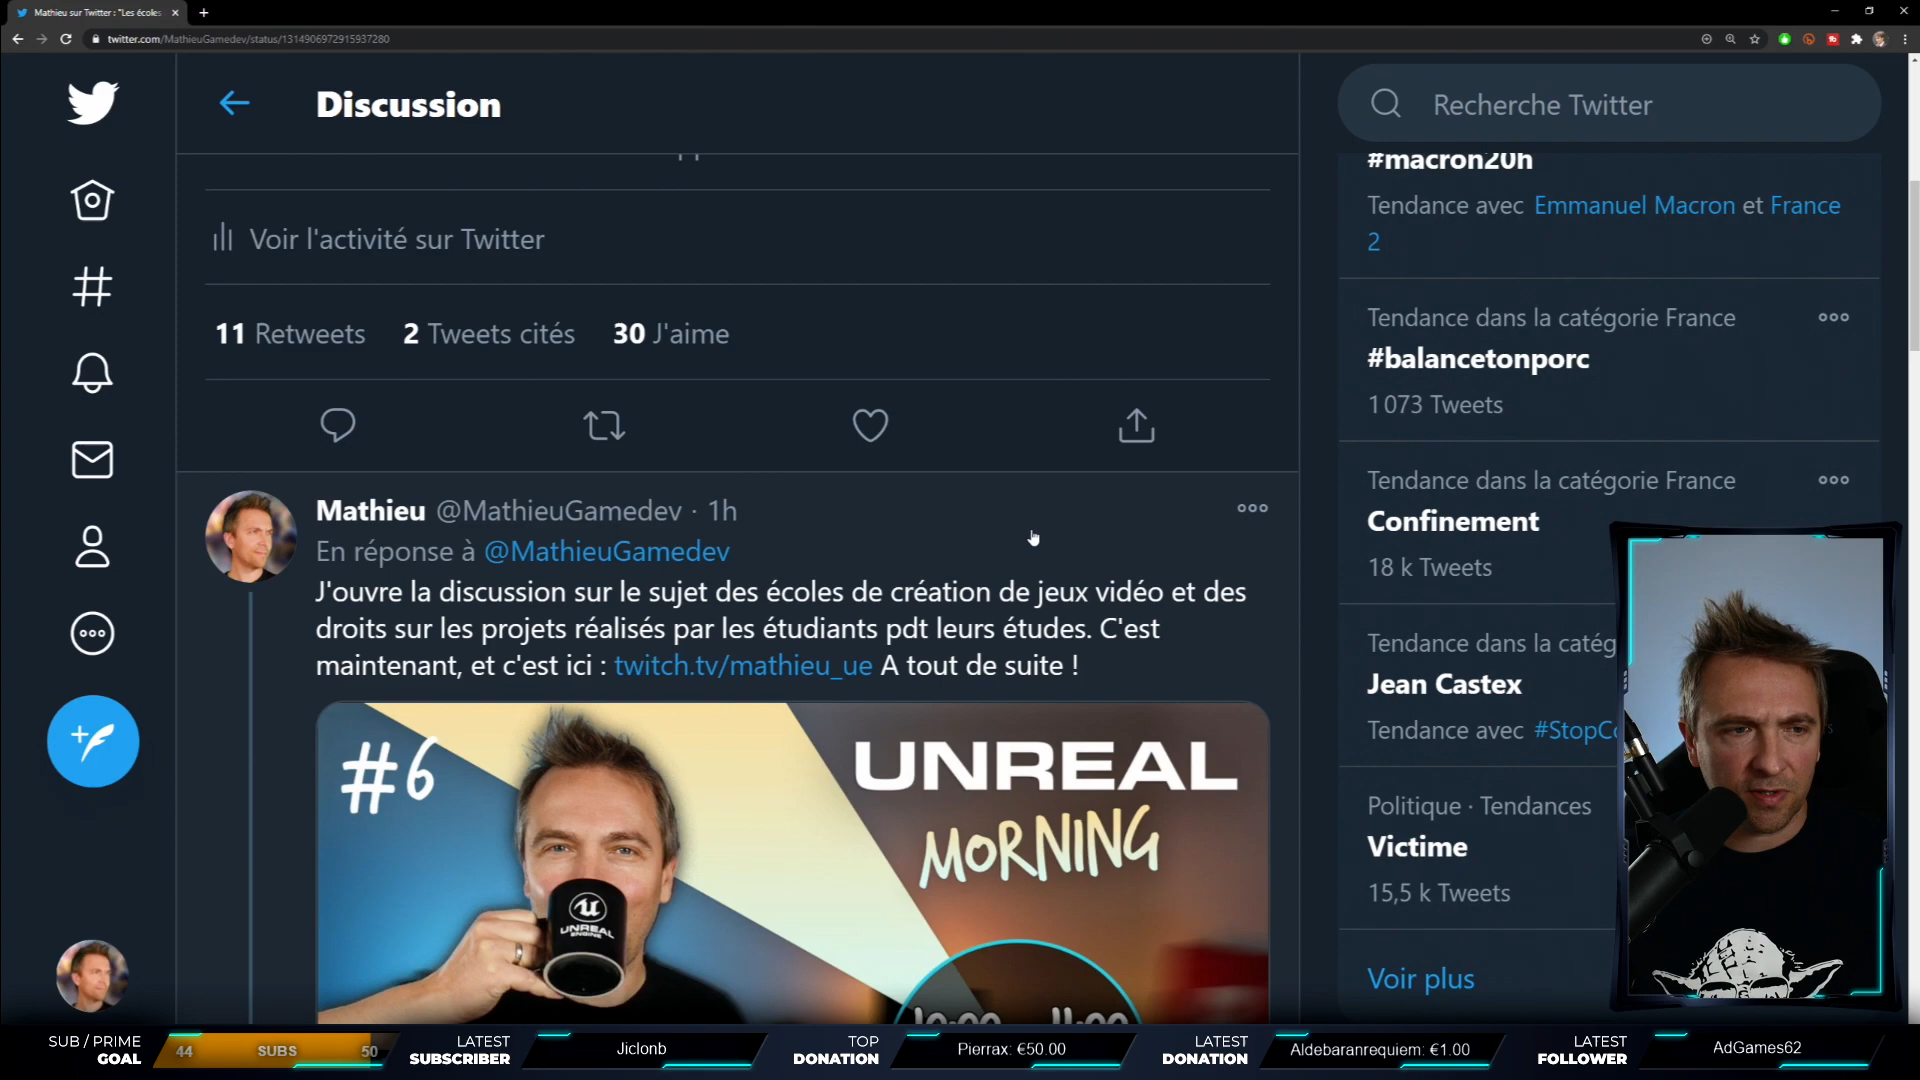 Mathieu sur Twitter : "Les écoles
twitter.com/MathieuGamedev/status/1314906972915937280
Discussion
Voir l'activité sur Twitter
11 Retweets 2 Tweets cités 30 J'aime
Mathieu @MathieuGamedev · 1h
En réponse à @MathieuGamedev
J'ouvre la discussion sur le sujet des écoles de création de jeux vidéo et des
droits sur les projets réalisés par les étudiants pdt leurs études. C'est
maintenant, et c'est ici : twitch.tv/mathieu_ue A tout de suite !
#6
UNREAL
MORNING
UNREAL
ENGINE
Recherche Twitter
#macron20h
Tendance avec Emmanuel Macron et France
2
Tendance dans la catégorie France
#balancetonporc
1 073 Tweets
Tendance dans la catégorie France
Confinement
18 k Tweets
Tendance dans la catég
Jean Castex
Tendance avec #StopCo
Politique · Tendances
Victime
15,5 k Tweets
Voir plus
SUB / PRIME
GOAL
44 SUBS 50
LATEST
SUBSCRIBER
Jiclonb
TOP
DONATION
Pierrax: €50.00
LATEST
DONATION
Aldebaranrequiem: €1.00
LATEST
FOLLOWER
AdGames62